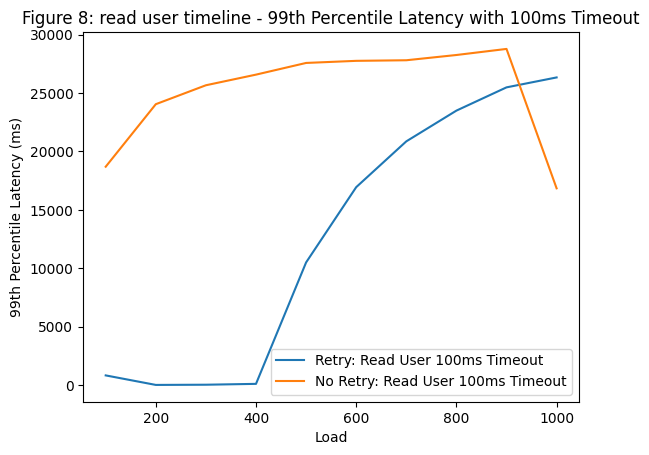 Figure 8: read user timeline - 99th Percentile Latency with 100ms Timeout
99th Percentile Latency (ms)
30000
25000
20000
15000
10000
5000
0
Retry: Read User 100ms Timeout
No Retry: Read User 100ms Timeout
200
400
600
800
1000
Load